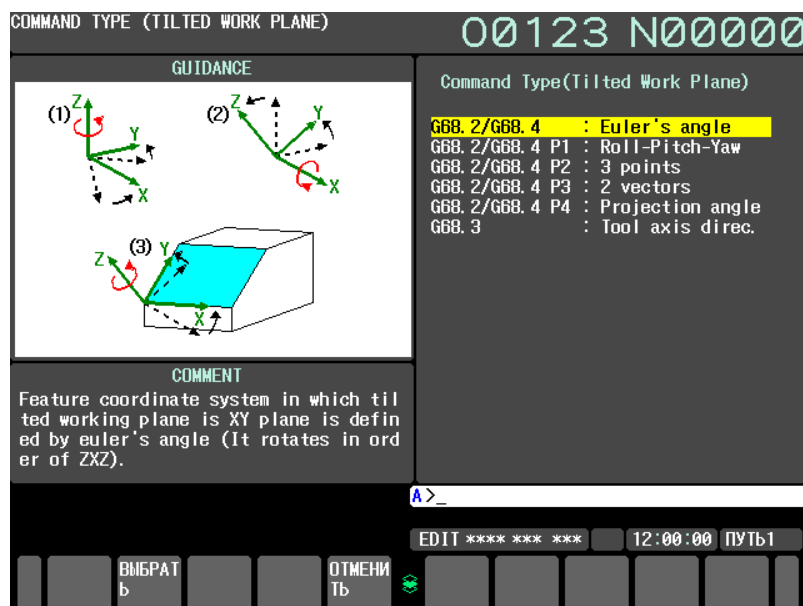 COMMAND TYPE (TILTED WORK PLANE)
O0123 N00000
GUIDANCE
(1) Z Y X
(2) Z Y X
(3) Z Y X
COMMENT
Feature coordinate system in which til
ted working plane is XY plane is defin
ed by euler's angle (It rotates in ord
er of ZXZ).
Command Type(Tilted Work Plane)
G68.2/G68.4 : Euler's angle
G68.2/G68.4 P1 : Roll-Pitch-Yaw
G68.2/G68.4 P2 : 3 points
G68.2/G68.4 P3 : 2 vectors
G68.2/G68.4 P4 : Projection angle
G68.3 : Tool axis direc.
A>_
EDIT **** *** *** 12:00:00 ПУТЬ1
ВЫБРАТ
Ь
ОТМЕНИ
ТЬ